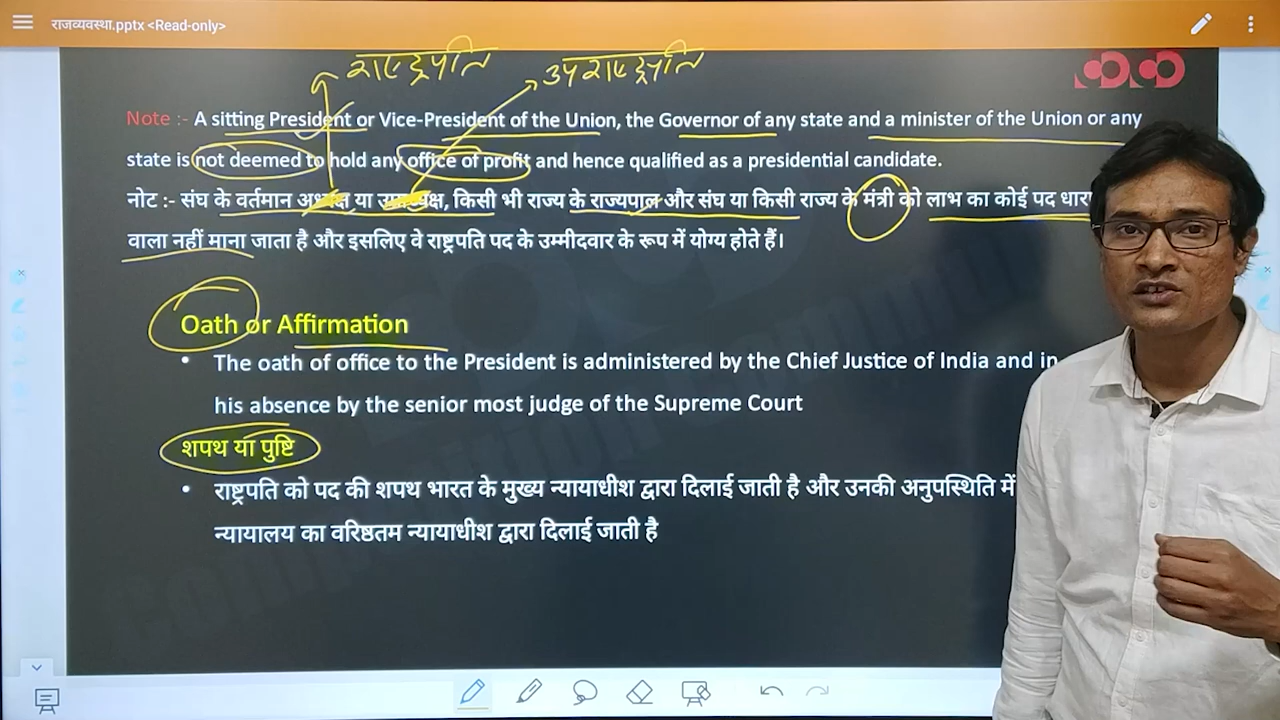 राजव्यवस्था.pptx <Read-only>
राष्ट्रपति उपराष्ट्रपति
Note :- A sitting President or Vice-President of the Union, the Governor of any state and a minister of the Union or any
state is not deemed to hold any office of profit and hence qualified as a presidential candidate.
नोट :- संघ के वर्तमान अध्यक्ष या उपाध्यक्ष, किसी भी राज्य के राज्यपाल और संघ या किसी राज्य के मंत्री को लाभ का कोई पद
वाला नहीं माना जाता है और इसलिए वे राष्ट्रपति पद के उम्मीदवार के रूप में योग्य होते हैं।
Oath or Affirmation
• The oath of office to the President is administered by the Chief Justice of India and in
his absence by the senior most judge of the Supreme Court
शपथ या पुष्टि
• राष्ट्रपति को पद की शपथ भारत के मुख्य न्यायाधीश द्वारा दिलाई जाती है और उनकी अनुपस्थिति में
न्यायालय का वरिष्ठतम न्यायाधीश द्वारा दिलाई जाती है